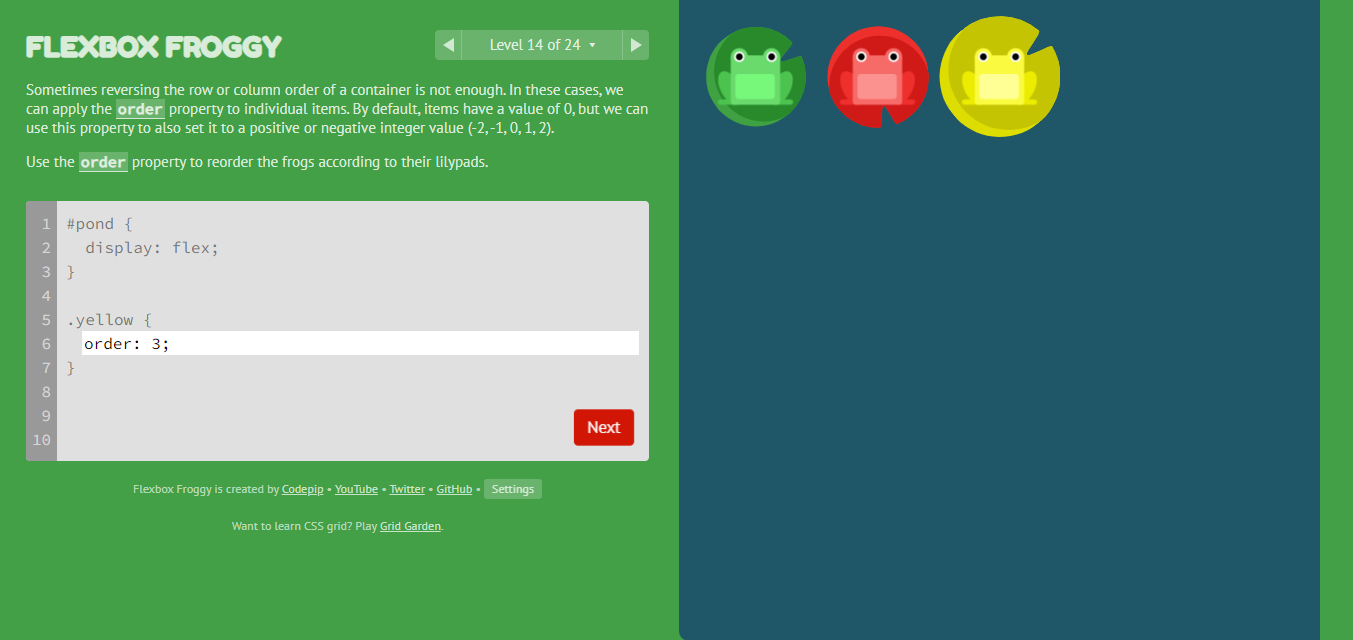 FLEXBOX FROGGY
Level 14 of 24
Sometimes reversing the row or column order of a container is not enough. In these cases, we
can apply the order property to individual items. By default, items have a value of 0, but we can
use this property to also set it to a positive or negative integer value (-2, -1, 0, 1, 2).
Use the order property to reorder the frogs according to their lilypads.
1 #pond {
2 display: flex;
3 }
4
5 .yellow {
6 order: 3;
7 }
8
9
10
Next
Flexbox Froggy is created by Codepip • YouTube • Twitter • GitHub • Settings
Want to learn CSS grid? Play Grid Garden.